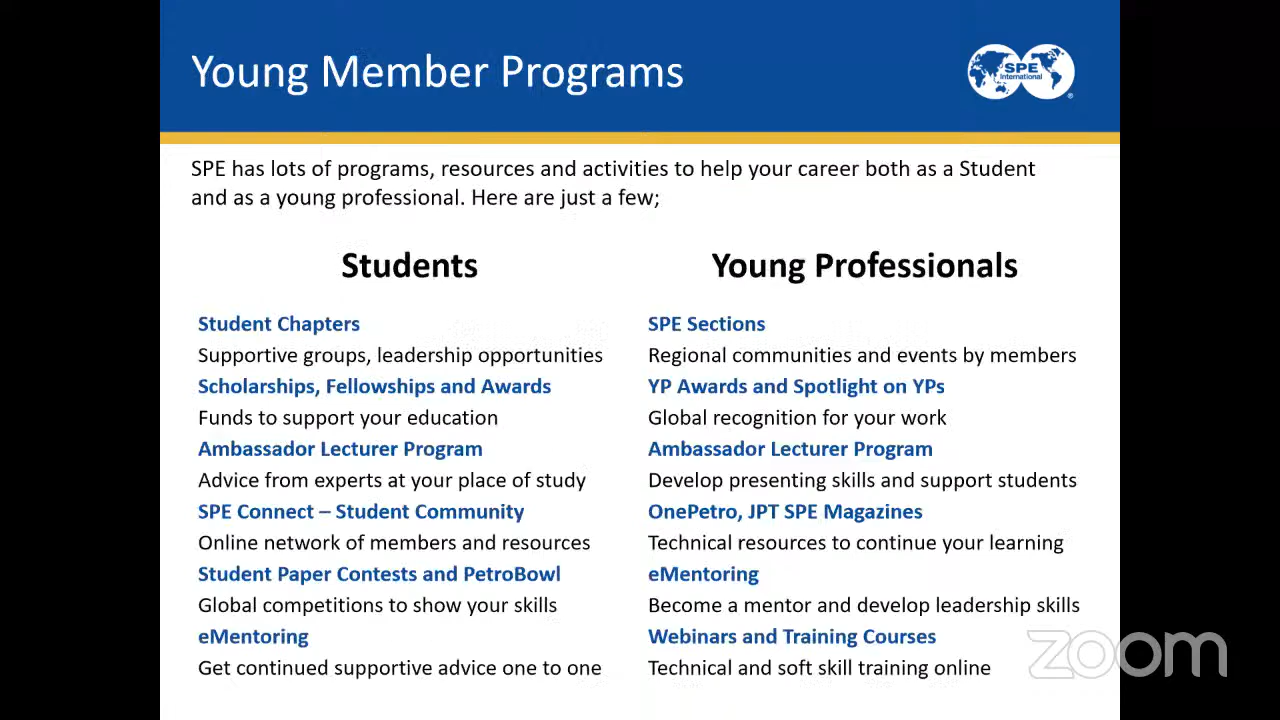 Young Member Programs
SPE
International
®
SPE has lots of programs, resources and activities to help your career both as a Student
and as a young professional. Here are just a few;
Students
Student Chapters
Supportive groups, leadership opportunities
Scholarships, Fellowships and Awards
Funds to support your education
Ambassador Lecturer Program
Advice from experts at your place of study
SPE Connect – Student Community
Online network of members and resources
Student Paper Contests and PetroBowl
Global competitions to show your skills
eMentoring
Get continued supportive advice one to one
Young Professionals
SPE Sections
Regional communities and events by members
YP Awards and Spotlight on YPs
Global recognition for your work
Ambassador Lecturer Program
Develop presenting skills and support students
OnePetro, JPT SPE Magazines
Technical resources to continue your learning
eMentoring
Become a mentor and develop leadership skills
Webinars and Training Courses
Technical and soft skill training online
zoom